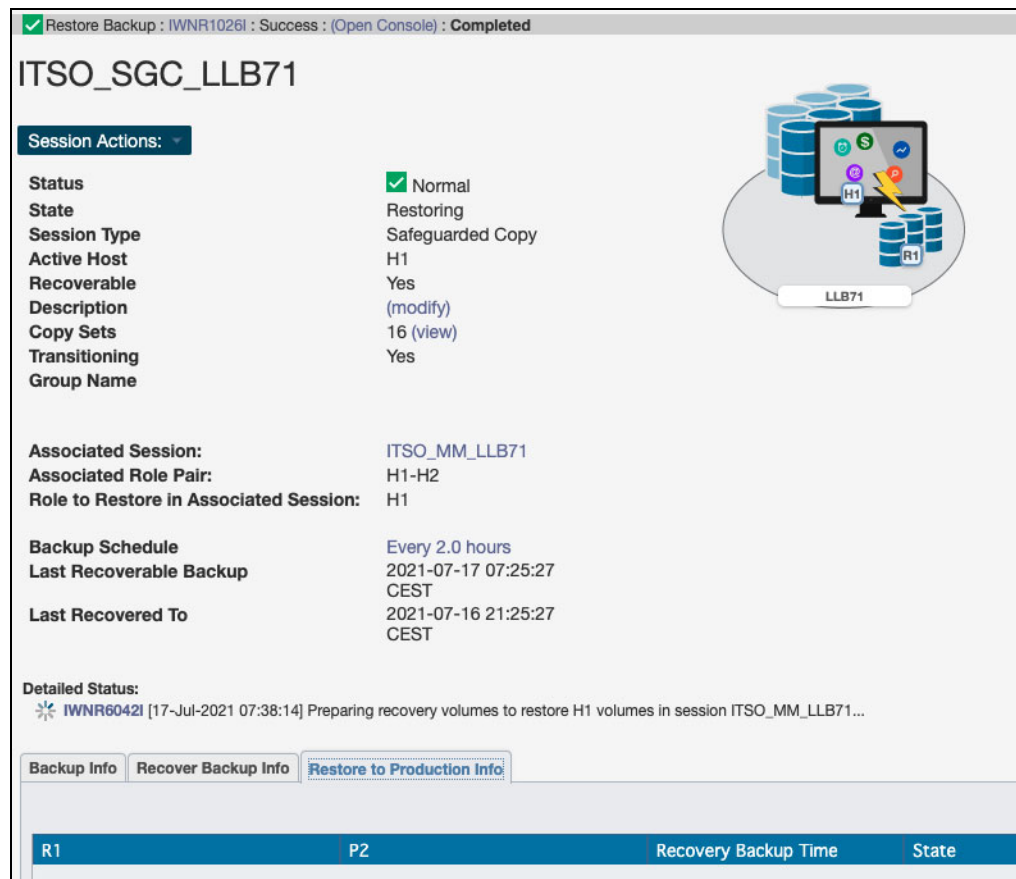 Restore Backup : IWNR1026I : Success : (Open Console) : Completed
ITSO_SGC_LLB71
Session Actions:
Status Normal
State Restoring
Session Type Safeguarded Copy
Active Host H1
Recoverable Yes
Description (modify)
Copy Sets 16 (view)
Transitioning Yes
Group Name
H1
R1
LLB71
Associated Session: ITSO_MM_LLB71
Associated Role Pair: H1-H2
Role to Restore in Associated Session: H1
Backup Schedule Every 2.0 hours
Last Recoverable Backup 2021-07-17 07:25:27
CEST
Last Recovered To 2021-07-16 21:25:27
CEST
Detailed Status:
IWNR6042I [17-Jul-2021 07:38:14] Preparing recovery volumes to restore H1 volumes in session ITSO_MM_LLB71...
Backup Info Recover Backup Info Restore to Production Info
R1 P2 Recovery Backup Time State